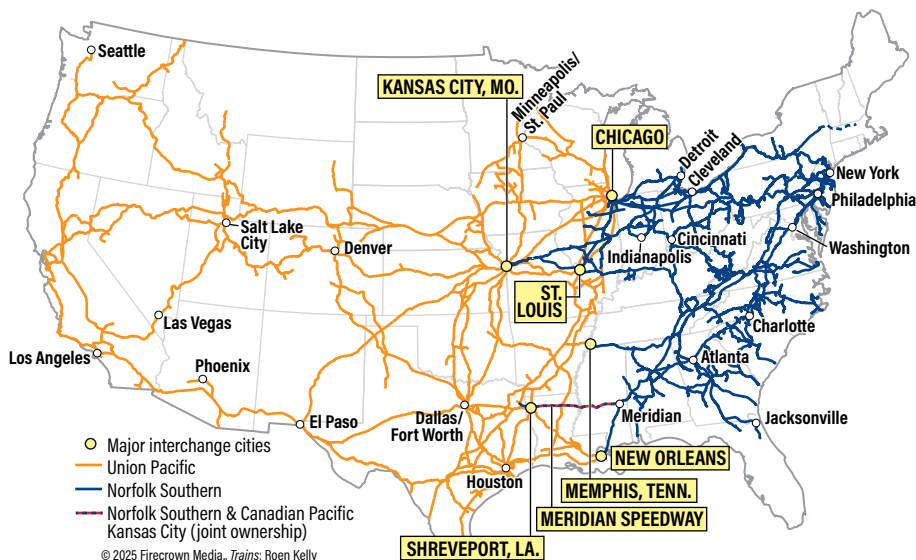 Seattle
KANSAS CITY, MO.
Minneapolis/
St. Paul
CHICAGO
Detroit
Cleveland
New York
Philadelphia
Salt Lake
City
Denver
Indianapolis
Cincinnati
Washington
ST.
LOUIS
Las Vegas
Charlotte
Los Angeles
Phoenix
Atlanta
El Paso
Dallas/
Fort Worth
Meridian
Jacksonville
Houston
NEW ORLEANS
MEMPHIS, TENN.
MERIDIAN SPEEDWAY
SHREVEPORT, LA.
Major interchange cities
Union Pacific
Norfolk Southern
Norfolk Southern & Canadian Pacific
Kansas City (joint ownership)
© 2025 Firecrown Media., Trains: Roen Kelly